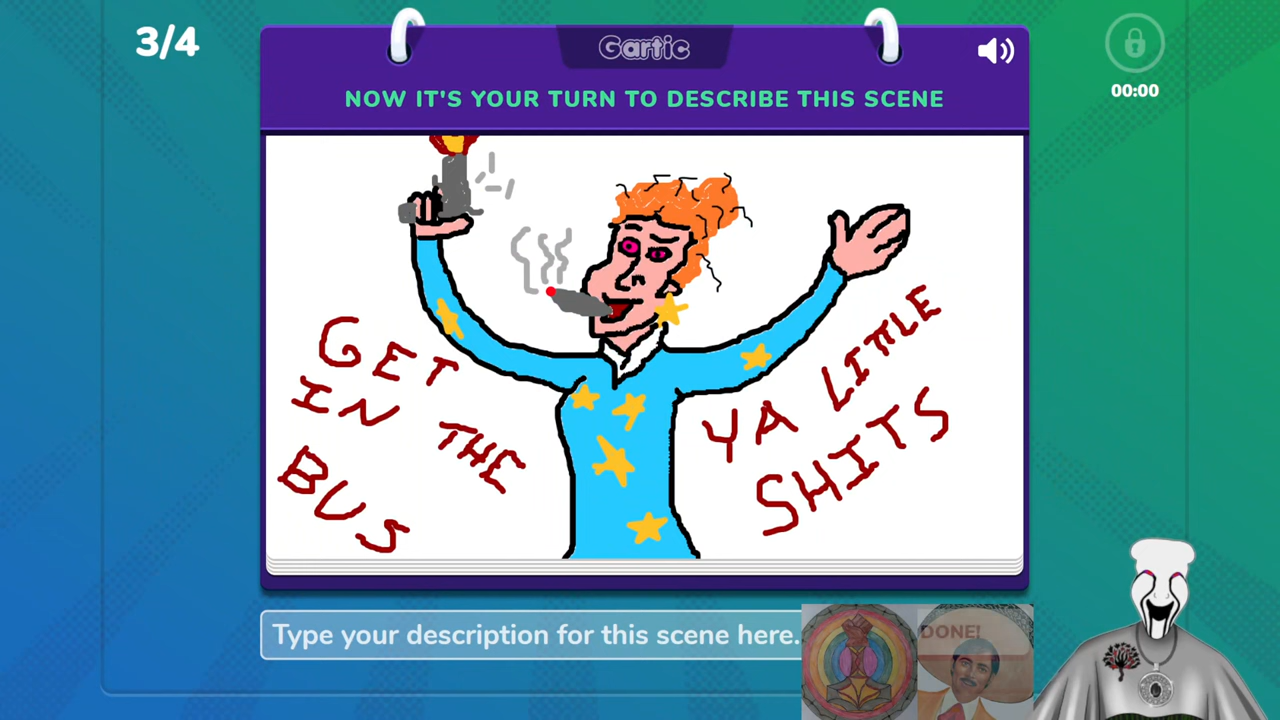 3/4
Gartic
00:00
NOW IT'S YOUR TURN TO DESCRIBE THIS SCENE
GET
IN THE
BUS
YA LITTLE
SHITS
Type your description for this scene here.
DONE!